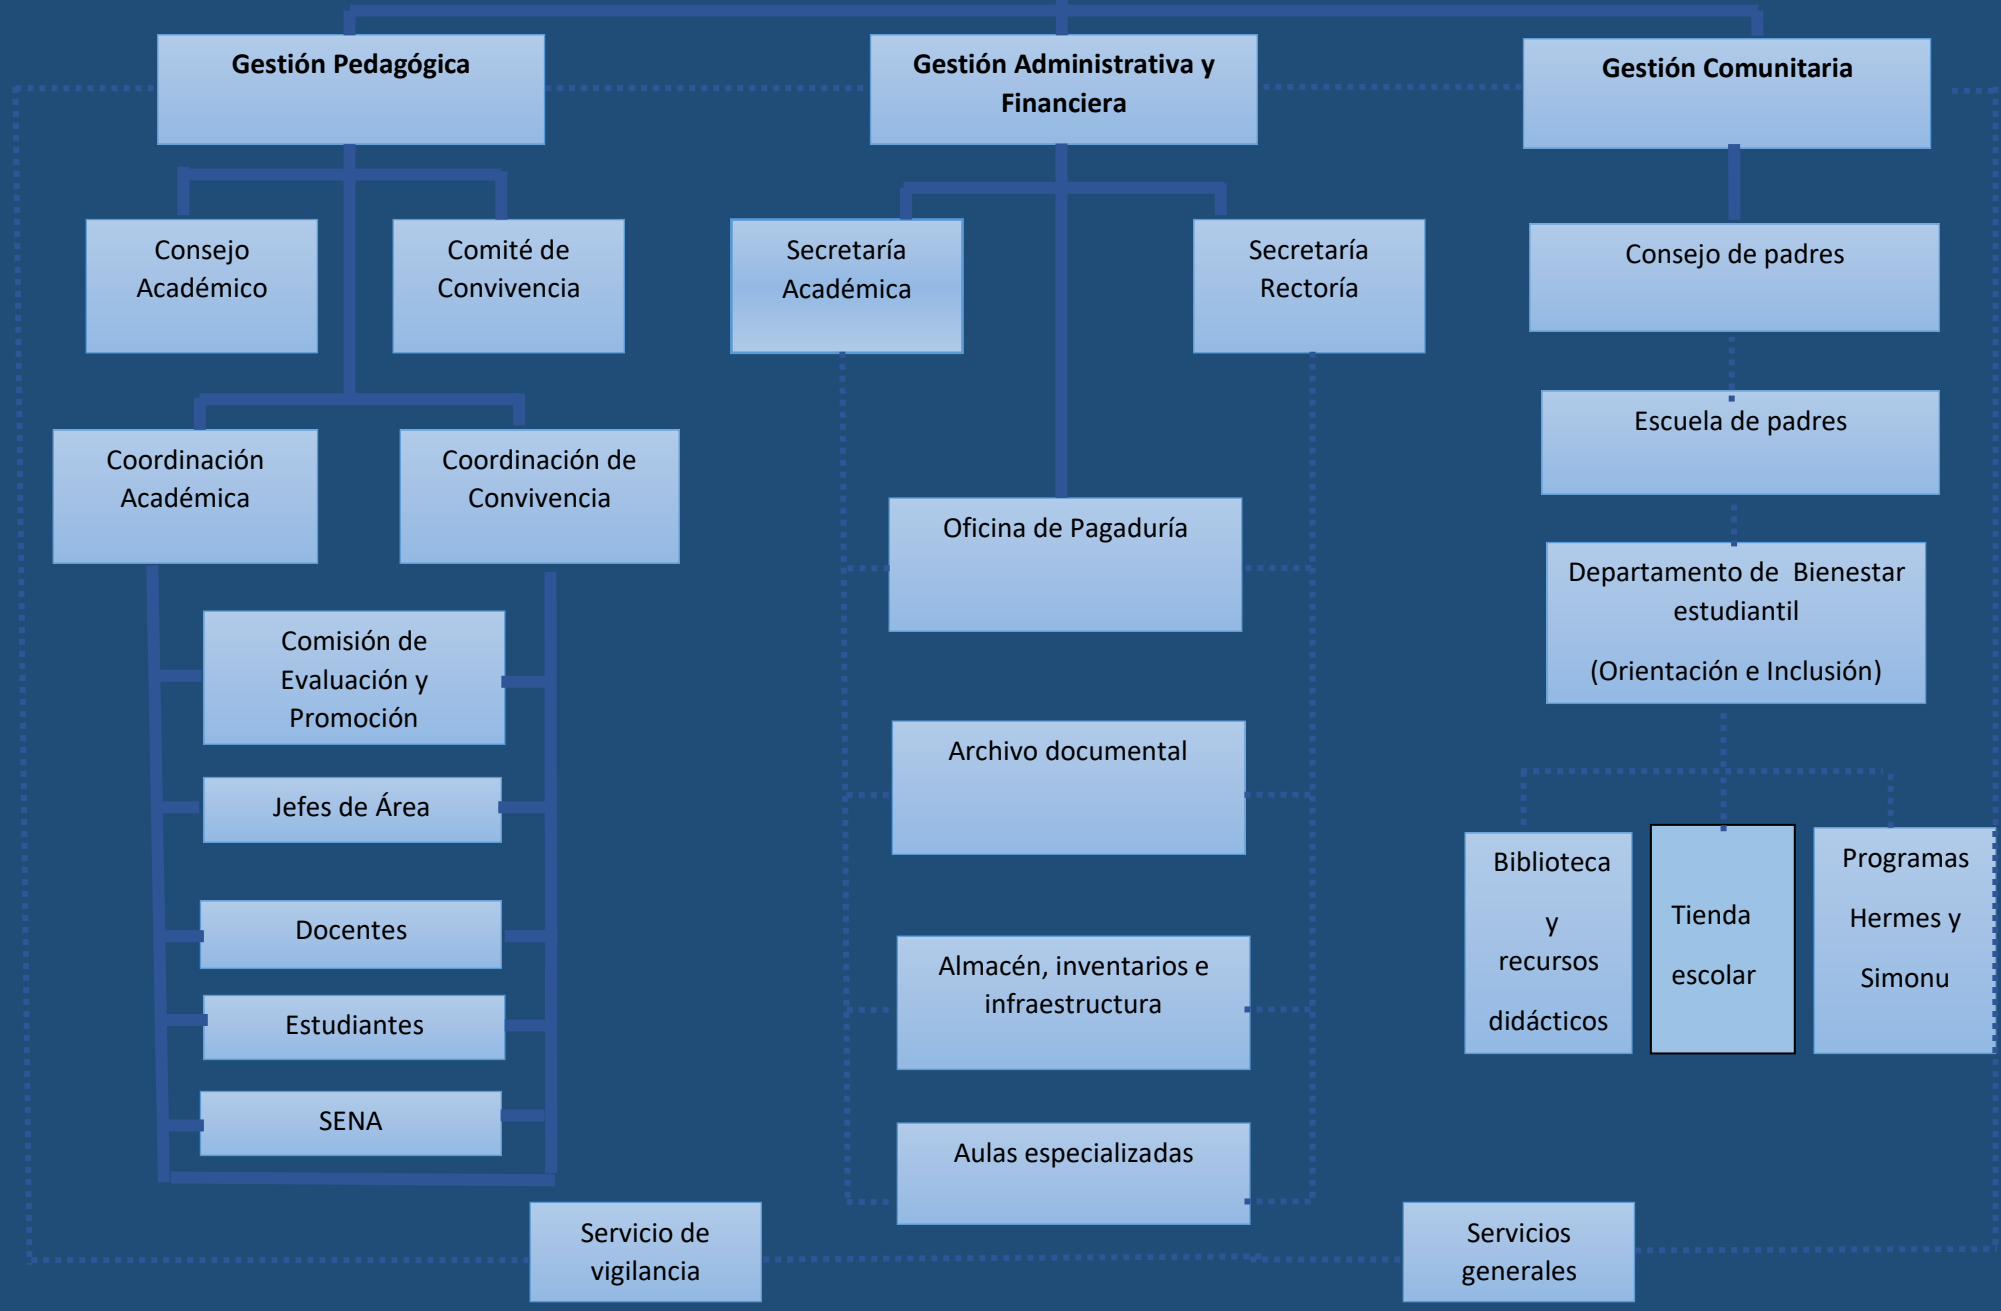 Gestión Pedagógica
Gestión Administrativa y
Financiera
Gestión Comunitaria
Consejo
Académico
Comité de
Convivencia
Secretaría
Académica
Secretaría
Rectoría
Consejo de padres
Escuela de padres
Coordinación
Académica
Coordinación de
Convivencia
Oficina de Pagaduría
Departamento de Bienestar
estudiantil
(Orientación e Inclusión)
Comisión de
Evaluación y
Promoción
Archivo documental
Jefes de Área
Biblioteca
y
recursos
didácticos
Tienda
escolar
Programas
Hermes y
Simonu
Docentes
Almacén, inventarios e
infraestructura
Estudiantes
SENA
Aulas especializadas
Servicio de
vigilancia
Servicios
generales